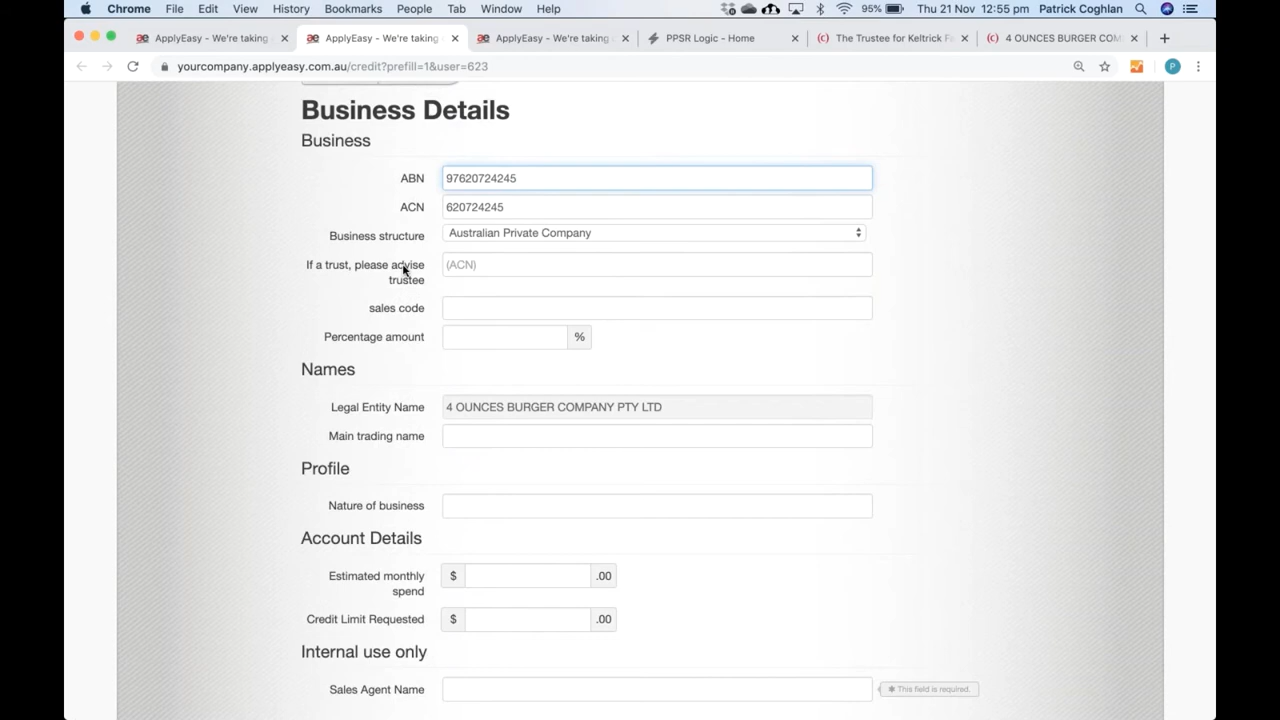 Chrome File Edit View History Bookmarks People Tab Window Help 95% Thu 21 Nov 12:55 pm Patrick Coghlan
ae ApplyEasy - We're taking ae ApplyEasy - We're taking ae ApplyEasy - We're taking PPSR Logic - Home (c) The Trustee for Keltrick Fa (c) 4 OUNCES BURGER COM
yourcompany.applyeasy.com.au/credit?prefill=1&user=623 P
Business Details
Business
ABN 97620724245
ACN 620724245
Business structure Australian Private Company
If a trust, please advise (ACN)
trustee
sales code
Percentage amount %
Names
Legal Entity Name 4 OUNCES BURGER COMPANY PTY LTD
Main trading name
Profile
Nature of business
Account Details
Estimated monthly $ .00
spend
Credit Limit Requested $ .00
Internal use only
Sales Agent Name ✱ This field is required.